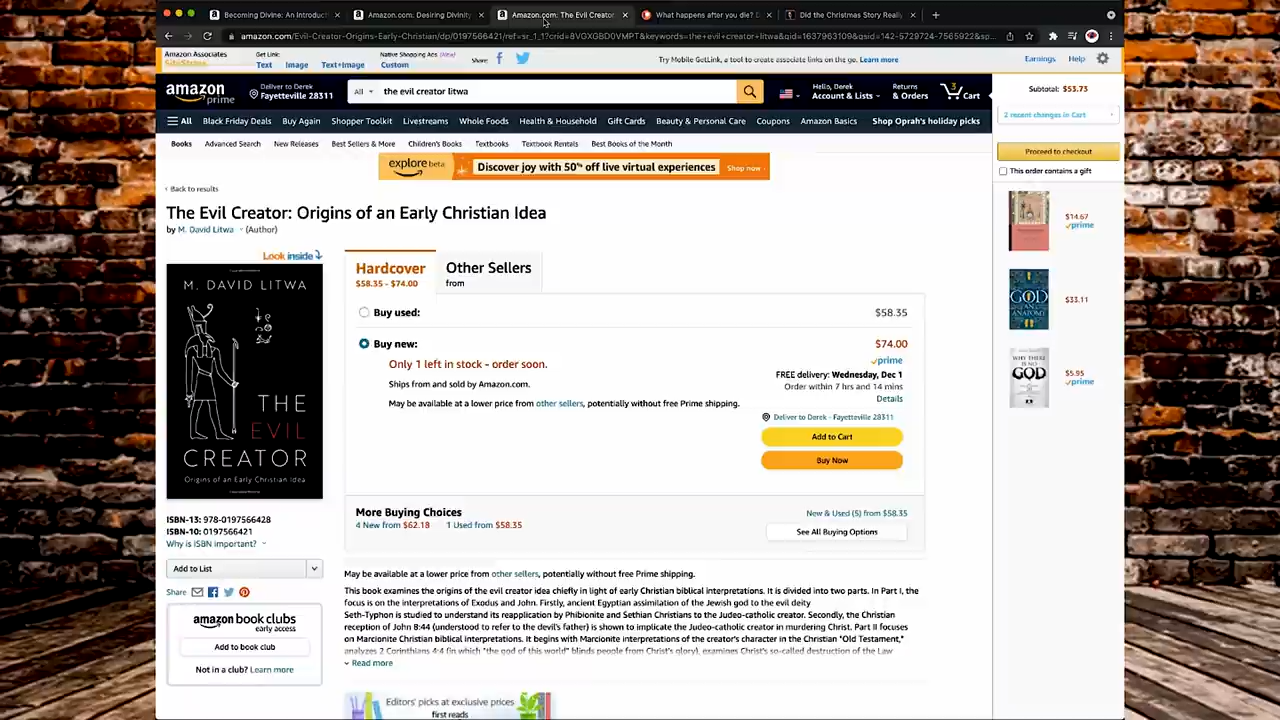 Becoming Divine: An Introduct
Amazon.com: Desiring Divinity
Amazon.com: The Evil Creator
What happens after you die? D
Did the Christmas Story Really
amazon.com/Evil-Creator-Origins-Early-Christian/dp/0197566421/ref=sr_1_1?crid=8VGXGBD0VMPT&keywords=the+evil+creator+litwa&qid=1637963109&qsid=142-5729724-7565922&sp...
Amazon Associates
SiteStripe
Get Link:
Text
Image
Text+Image
Native Shopping Ads (New)
Custom
Share:
Try Mobile GetLink, a tool to create associate links on the go. Learn more
Earnings
Help
amazon
prime
Deliver to Derek
Fayetteville 28311
All
the evil creator litwa
Hello, Derek
Account & Lists
Returns
& Orders
3
Cart
All
Black Friday Deals
Buy Again
Shopper Toolkit
Livestreams
Whole Foods
Health & Household
Gift Cards
Beauty & Personal Care
Coupons
Amazon Basics
Shop Oprah's holiday picks
Books
Advanced Search
New Releases
Best Sellers & More
Children's Books
Textbooks
Textbook Rentals
Best Books of the Month
explore beta
Discover joy with 50% off live virtual experiences
Shop now ›
‹ Back to results
The Evil Creator: Origins of an Early Christian Idea
by M. David Litwa (Author)
Look inside
M. DAVID LITWA
THE
EVIL
CREATOR
Origins of an Early Christian Idea
ISBN-13: 978-0197566428
ISBN-10: 0197566421
Why is ISBN important?
Add to List
Share
amazon book clubs
early access
Add to book club
Not in a club? Learn more
Hardcover
$58.35 - $74.00
Other Sellers
from
Buy used:
$58.35
Buy new:
$74.00
Only 1 left in stock - order soon.
prime
Ships from and sold by Amazon.com.
FREE delivery: Wednesday, Dec 1
Order within 7 hrs and 14 mins
Details
May be available at a lower price from other sellers, potentially without free Prime shipping.
Deliver to Derek - Fayetteville 28311
Add to Cart
Buy Now
More Buying Choices
4 New from $62.18
1 Used from $58.35
New & Used (5) from $58.35
See All Buying Options
May be available at a lower price from other sellers, potentially without free Prime shipping.
This book examines the origins of the evil creator idea chiefly in light of early Christian biblical interpretations. It is divided into two parts. In Part I, the
focus is on the interpretations of Exodus and John. Firstly, ancient Egyptian assimilation of the Jewish god to the evil deity
Seth-Typhon is studied to understand its reapplication by Phibionite and Sethian Christians to the Judeo-catholic creator. Secondly, the Christian
reception of John 8:44 (understood to refer to the devil's father) is shown to implicate the Judeo-catholic creator in murdering Christ. Part II focuses
on Marcionite Christian biblical interpretations. It begins with Marcionite interpretations of the creator's character in the Christian "Old Testament,"
analyzes 2 Corinthians 4:4 (in which "the god of this world" blinds people from Christ's glory), examines Christ's so-called destruction of the Law
Read more
Editors' picks at exclusive prices
first reads
Subtotal: $53.73
2 recent changes in Cart
Proceed to checkout
This order contains a gift
$14.67
prime
GOD
AN
ANATOMY
$33.11
WHY THERE
IS NO
GOD
$5.95
prime